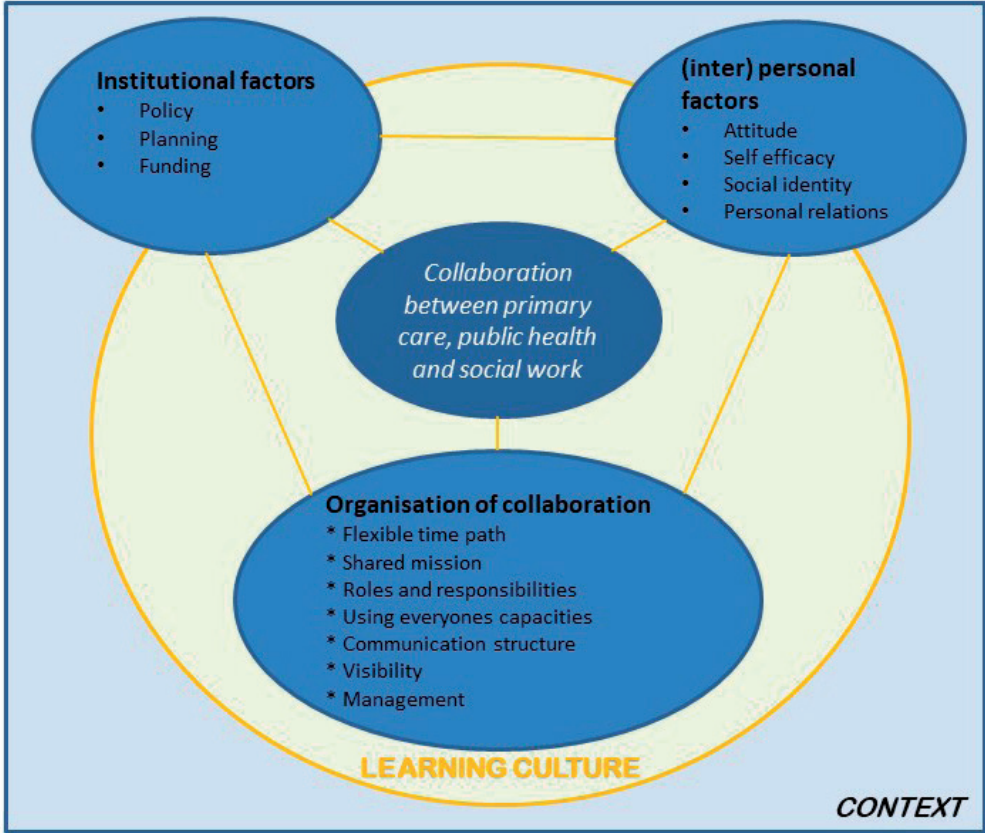 Institutional factors
• Policy
• Planning
• Funding
(inter) personal
factors
• Attitude
• Self efficacy
• Social identity
• Personal relations
Collaboration
between primary
care, public health
and social work
Organisation of collaboration
* Flexible time path
* Shared mission
* Roles and responsibilities
* Using everyones capacities
* Communication structure
* Visibility
* Management
LEARNING CULTURE
CONTEXT